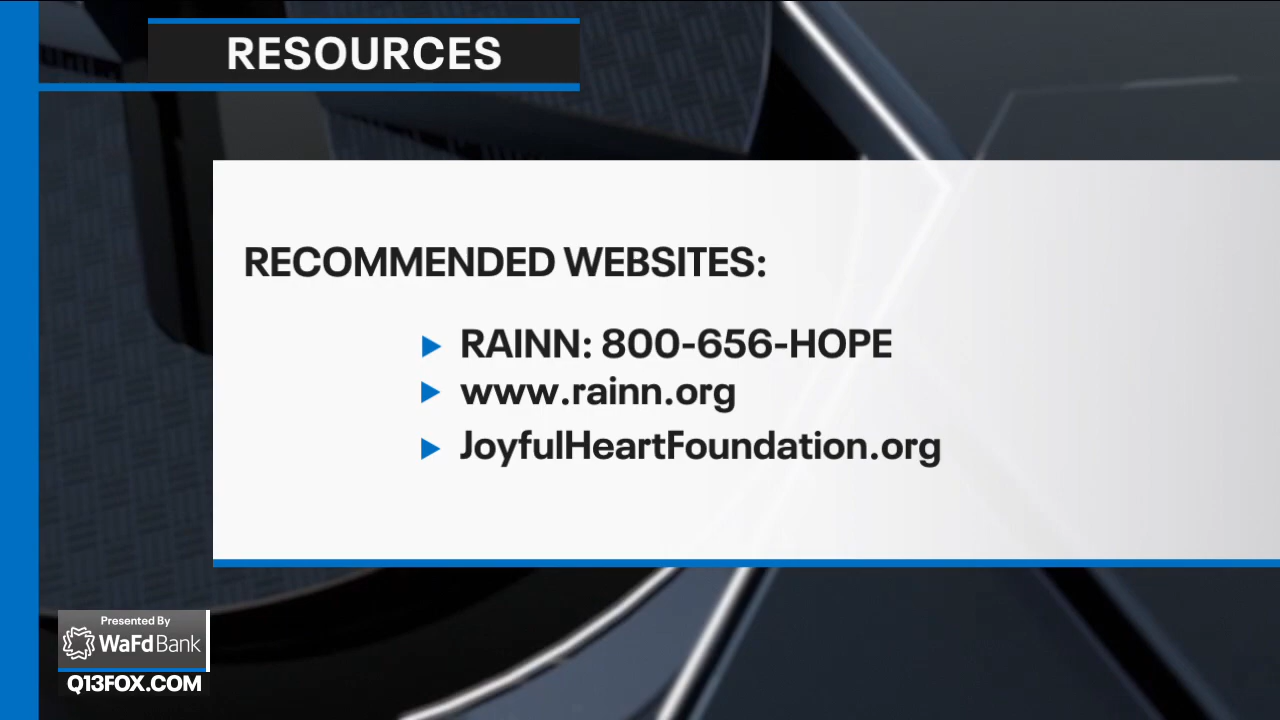 RESOURCES
RECOMMENDED WEBSITES:
RAINN: 800-656-HOPE
www.rainn.org
JoyfulHeartFoundation.org
Presented By
WaFd Bank
Q13FOX.COM